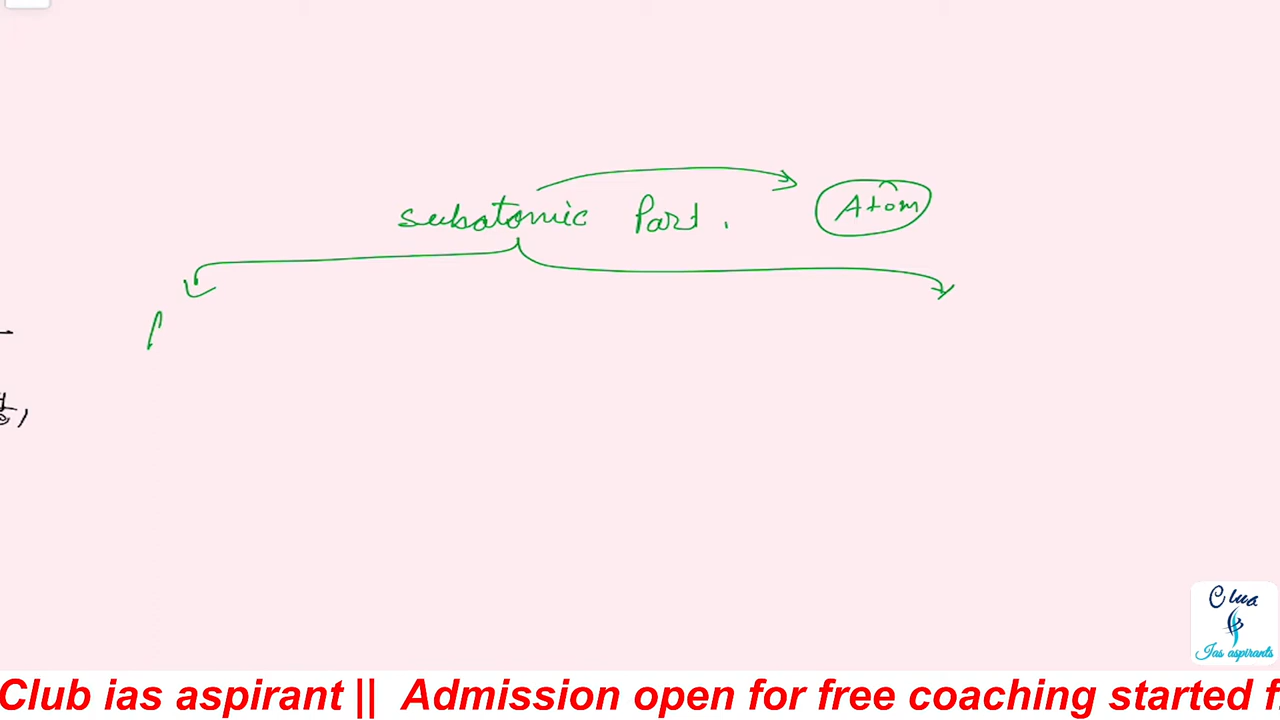 subatomic Part. Atom
Club
Ias aspirants
Club ias aspirant || Admission open for free coaching started f